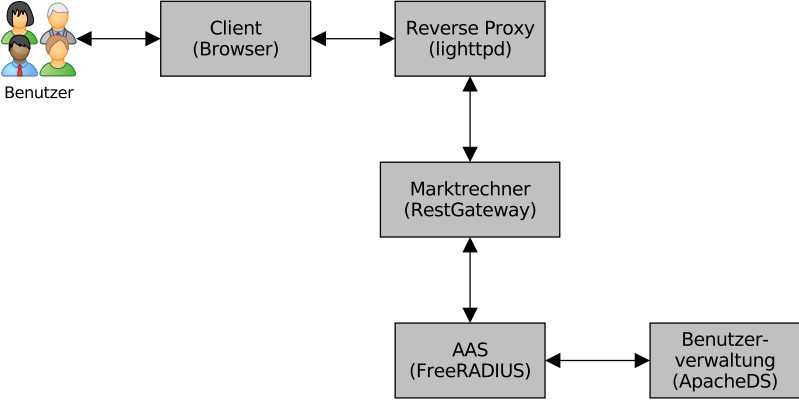 Client
(Browser)
Reverse Proxy
(lighttpd)
Benutzer
Marktrechner
(RestGateway)
AAS
(FreeRADIUS)
Benutzer-
verwaltung
(ApacheDS)